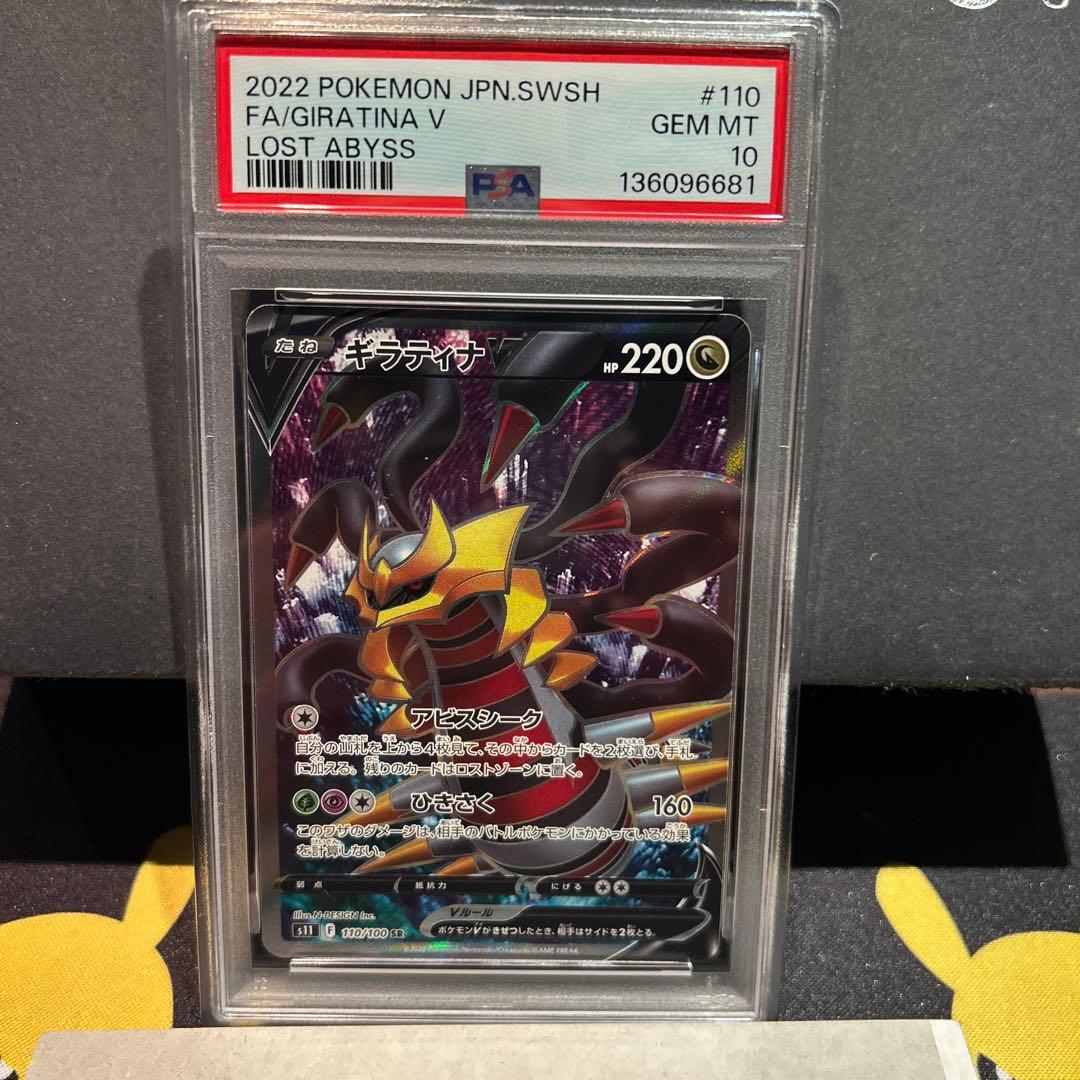 2022 POKEMON JPN.SWSH #110
FA/GIRATINA V GEM MT
LOST ABYSS 10
PSA 136096681
たね ギラティナV HP 220
アビスシーク
自分の山札を上から4枚見て、その中からカードを2枚選び、手札
に加える。残りのカードはロストゾーンに置く。
ひきさく 160
このワザのダメージは、相手のバトルポケモンにかかっている効果
を計算しない。
弱点 抵抗力 にげる
Illus. N-DESIGN Inc.
Vルール
ポケモンVがきぜつしたとき、相手はサイドを2枚とる。
s11 F 110/100 SR
©2022 Pokémon/Nintendo/Creatures/GAME FREAK